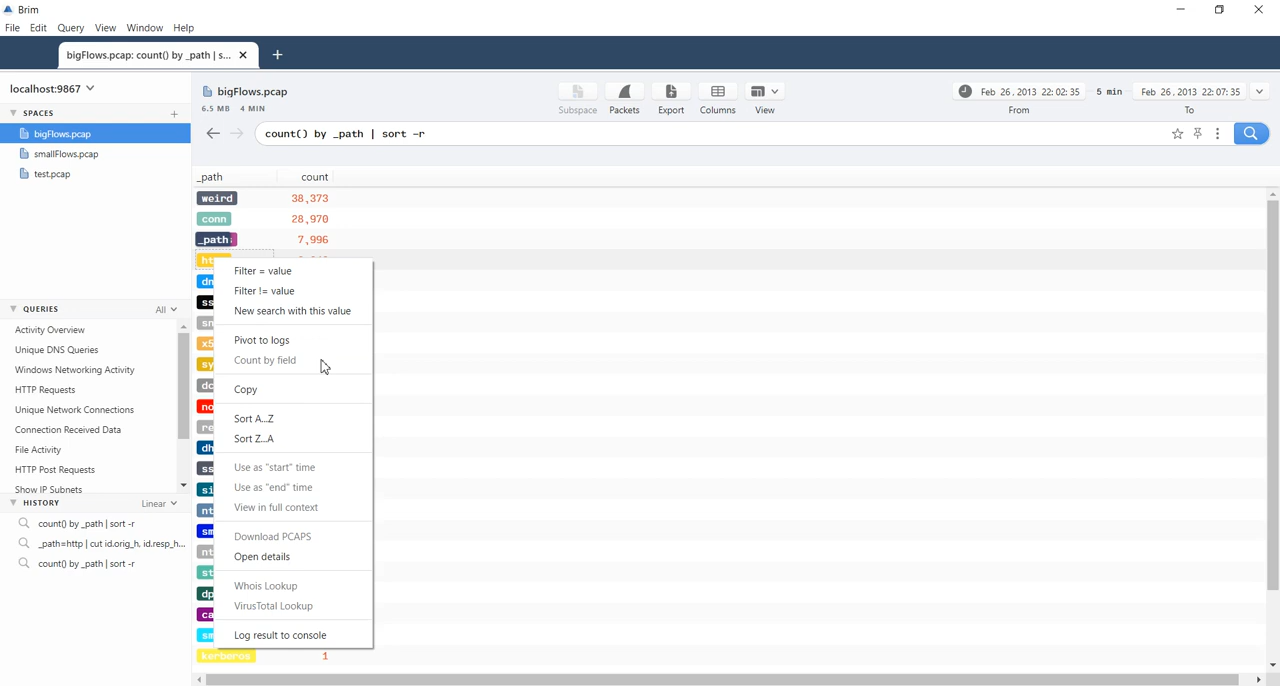 Brim
File Edit Query View Window Help
bigFlows.pcap: count() by _path | s...
localhost:9867
bigFlows.pcap
6.5 MB 4 MIN
Subspace Packets Export Columns View
Feb 26, 2013 22:02:35 5 min Feb 26, 2013 22:07:35
From To
SPACES
bigFlows.pcap
smallFlows.pcap
test.pcap
count() by _path | sort -r
_path count
weird 38,373
conn 28,970
_path: 7,996
Filter = value
Filter != value
New search with this value
Pivot to logs
Count by field
Copy
Sort A...Z
Sort Z...A
Use as "start" time
Use as "end" time
View in full context
Download PCAPS
Open details
Whois Lookup
VirusTotal Lookup
Log result to console
kerberos 1
QUERIES All
Activity Overview
Unique DNS Queries
Windows Networking Activity
HTTP Requests
Unique Network Connections
Connection Received Data
File Activity
HTTP Post Requests
Show IP Subnets
HISTORY Linear
count() by _path | sort -r
_path=http | cut id.orig_h, id.resp_h...
count() by _path | sort -r